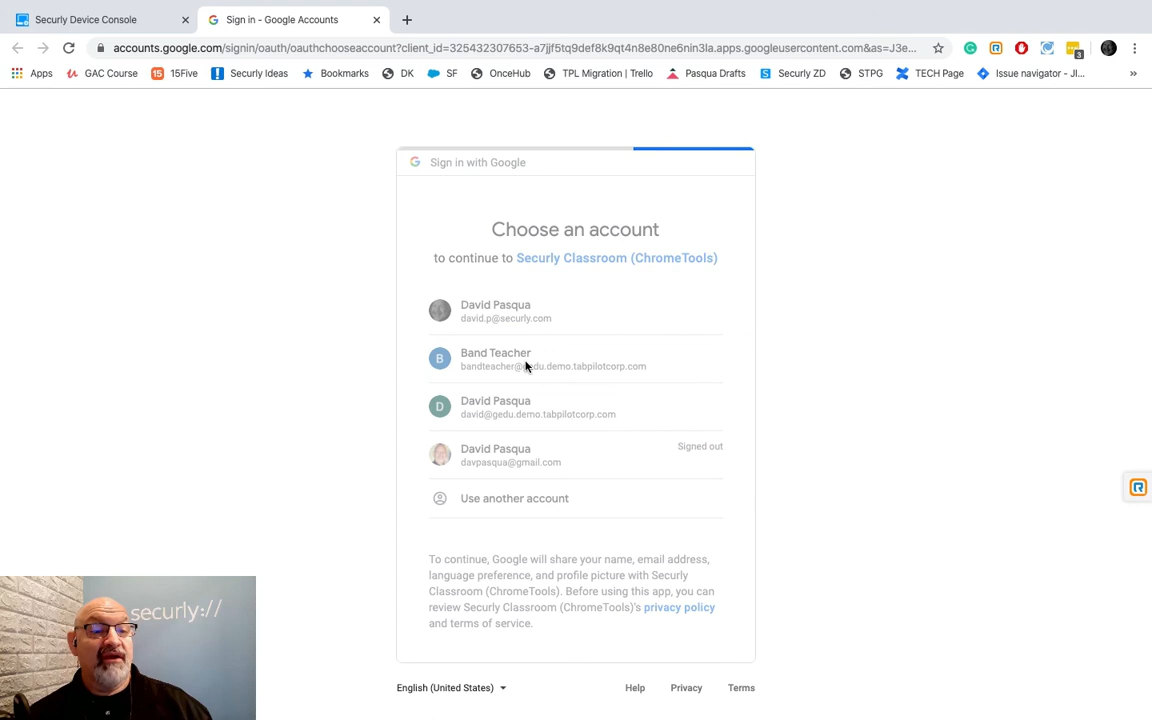 Securly Device Console
Sign in - Google Accounts
accounts.google.com/signin/oauth/oauthchooseaccount?client_id=325432307653-a7jjf5tq9def8k9qt4n8e80ne6nin3la.apps.googleusercontent.com&as=J3e...
3
Apps
GAC Course
15 15Five
Securly Ideas
Bookmarks
DK
SF
OnceHub
TPL Migration | Trello
Pasqua Drafts
Securly ZD
STPG
TECH Page
Issue navigator - JI...
Sign in with Google
Choose an account
to continue to Securly Classroom (ChromeTools)
David Pasqua
david.p@securly.com
B
Band Teacher
bandteacher@gedu.demo.tabpilotcorp.com
D
David Pasqua
david@gedu.demo.tabpilotcorp.com
David Pasqua
Signed out
davpasqua@gmail.com
Use another account
To continue, Google will share your name, email address,
language preference, and profile picture with Securly
Classroom (ChromeTools). Before using this app, you can
review Securly Classroom (ChromeTools)'s privacy policy
and terms of service.
securly://
English (United States)
Help
Privacy
Terms